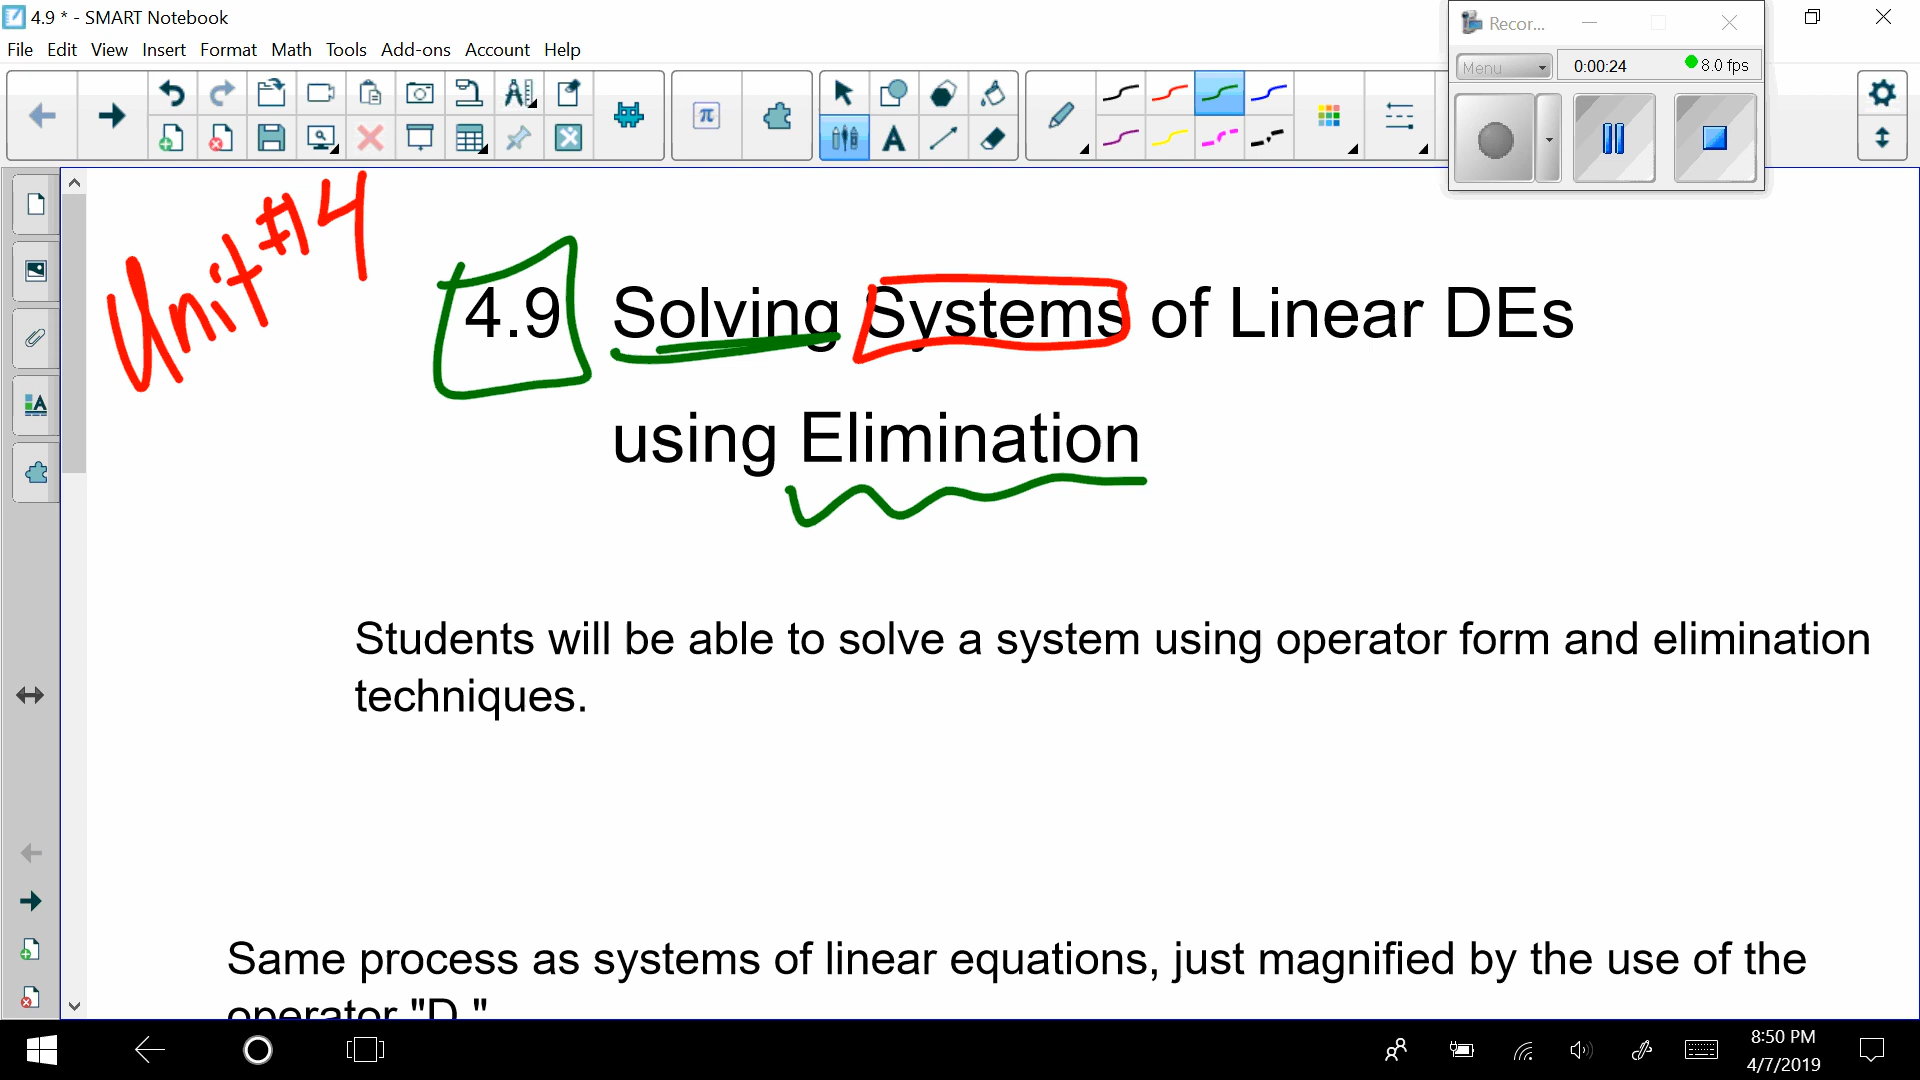 4.9 * - SMART Notebook
Recor...
File Edit View Insert Format Math Tools Add-ons Account Help
Menu
0:00:24
8.0 fps
π
A
A
A
Unit #4
4.9 Solving Systems of Linear DEs
using Elimination
Students will be able to solve a system using operator form and elimination
techniques.
Same process as systems of linear equations, just magnified by the use of the
operator "D."
8:50 PM
4/7/2019